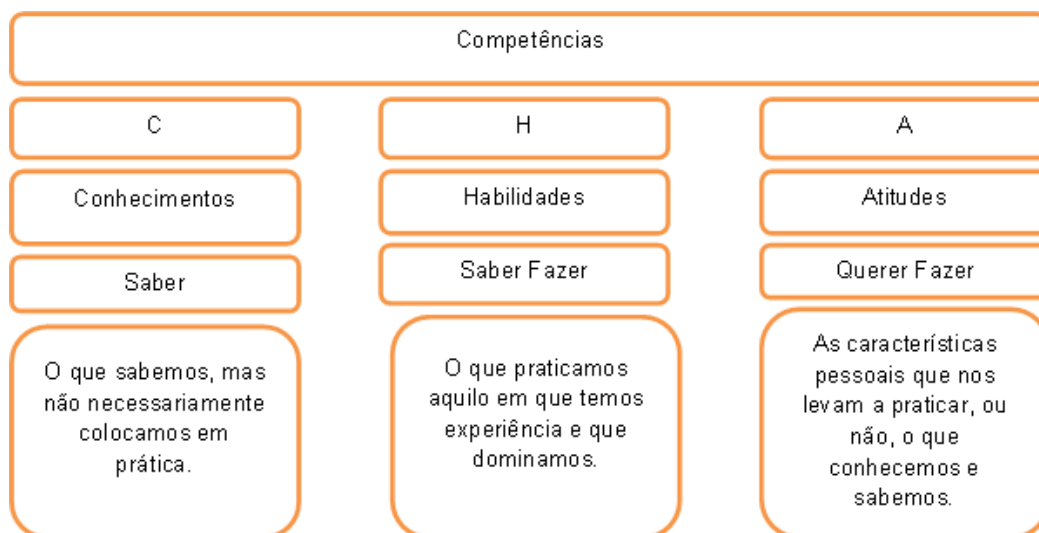 Competências
C
H
A
Conhecimentos
Habilidades
Atitudes
Saber
Saber Fazer
Querer Fazer
O que sabemos, mas
não necessariamente
colocamos em
prática.
O que praticamos
aquilo em que temos
experiência e que
dominamos.
As características
pessoais que nos
levam a praticar, ou
não, o que
conhecemos e
sabemos.